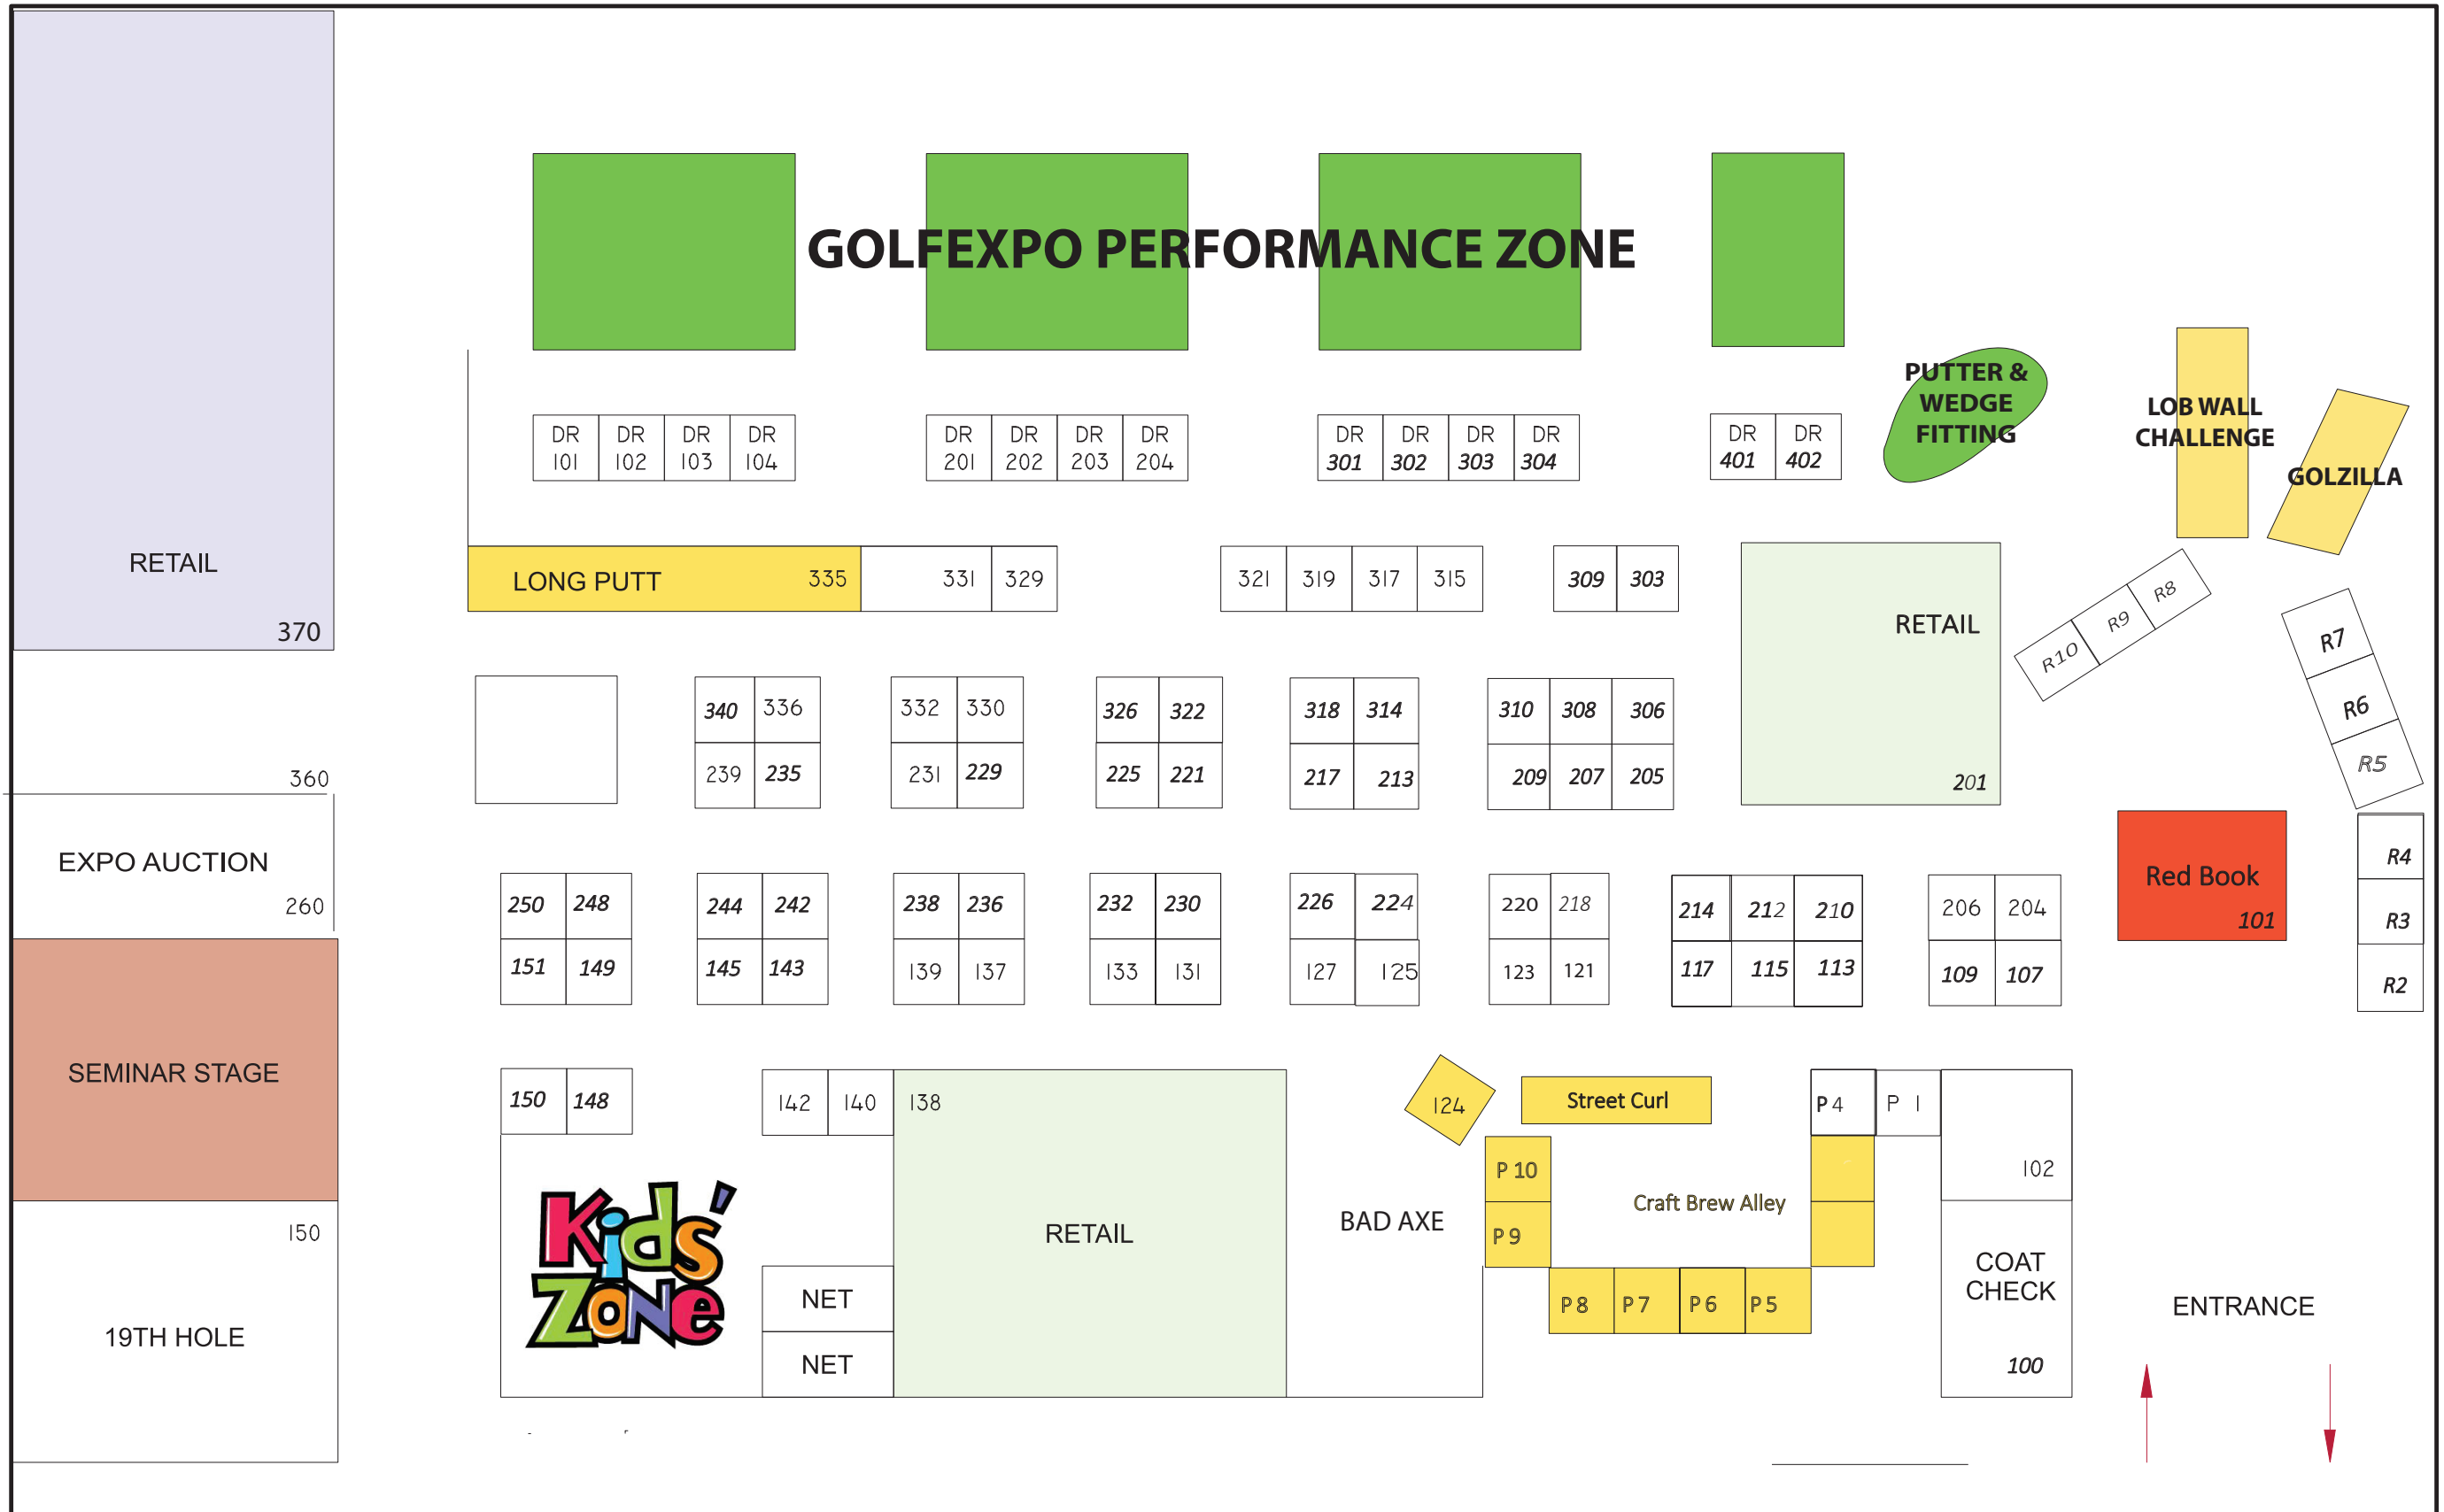 GOLFEXPO PERFORMANCE ZONE
PUTTER &
WEDGE
FITTING
LOB WALL
CHALLENGE
GOLZILLA
DR 101
DR 102
DR 103
DR 104
DR 201
DR 202
DR 203
DR 204
DR 301
DR 302
DR 303
DR 304
DR 401
DR 402
RETAIL
370
LONG PUTT 335
331 329
321 319 317 315
309 303
RETAIL
201
R10 R9 R8
R7
R6
R5
340 336
239 235
332 330
231 229
326 322
225 221
318 314
217 213
310 308 306
209 207 205
360
EXPO AUCTION
260
Red Book
101
R4
R3
R2
250 248
151 149
244 242
145 143
238 236
139 137
232 230
133 131
226 224
127 125
220 218
123 121
214 212 210
117 115 113
206 204
109 107
SEMINAR STAGE
150
19TH HOLE
150 148
142 140
138
RETAIL
Kids'
Zone
NET
NET
BAD AXE
124
Street Curl
P 10
P 9
Craft Brew Alley
P 8 P 7 P 6 P 5
P 4 P 1
102
COAT
CHECK
100
ENTRANCE